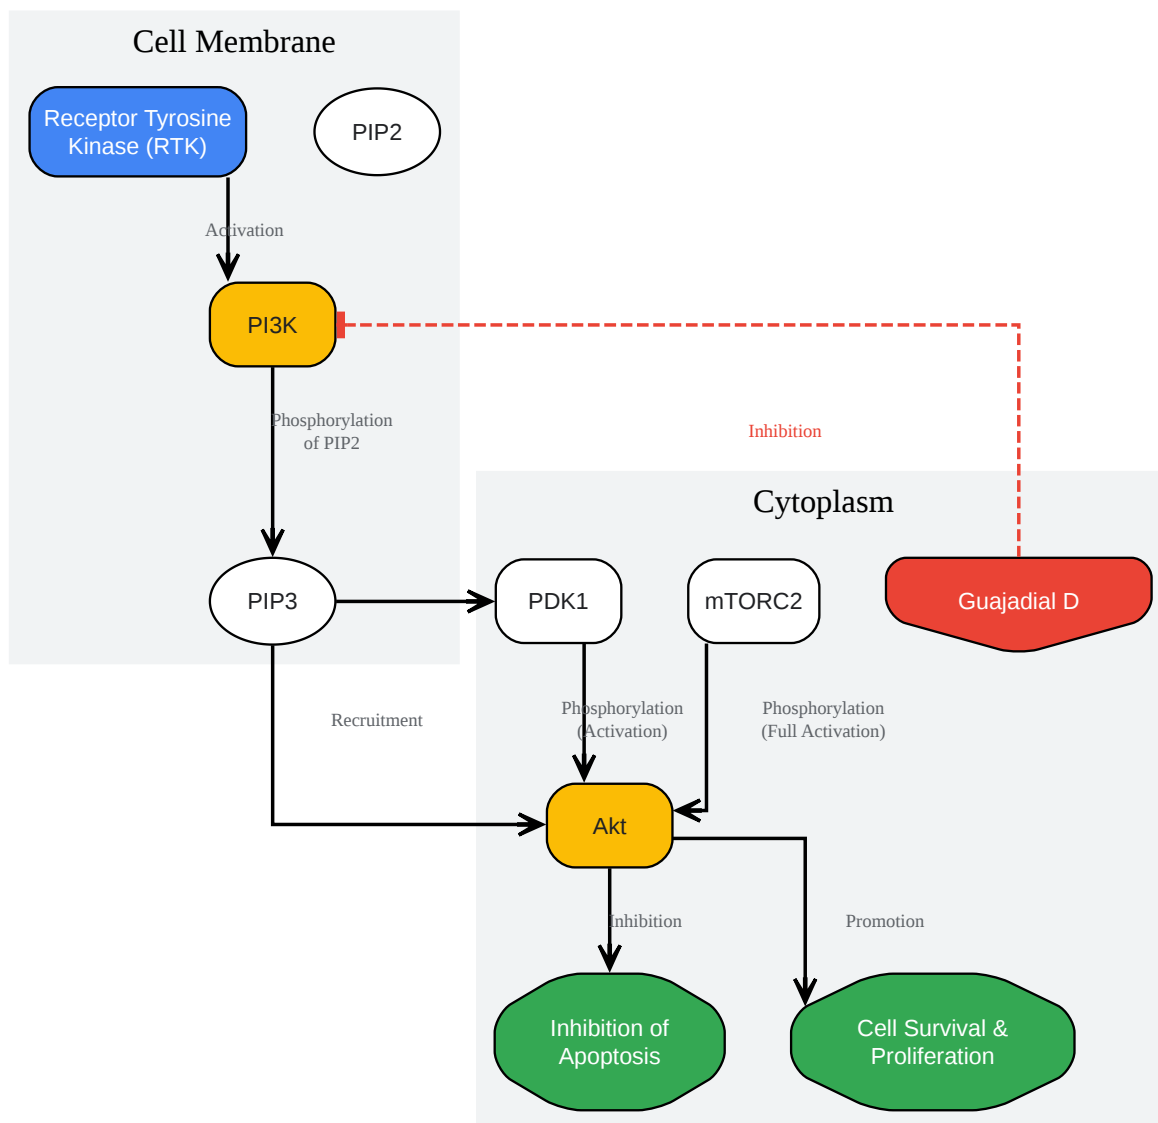 Cell Membrane
Receptor Tyrosine
Kinase (RTK)
PIP2
Activation
PI3K
Phosphorylation
of PIP2
Inhibition
Cytoplasm
PIP3
PDK1
mTORC2
Guajadial D
Recruitment
Phosphorylation
(Activation)
Phosphorylation
(Full Activation)
Akt
Inhibition
Promotion
Inhibition of
Apoptosis
Cell Survival &
Proliferation